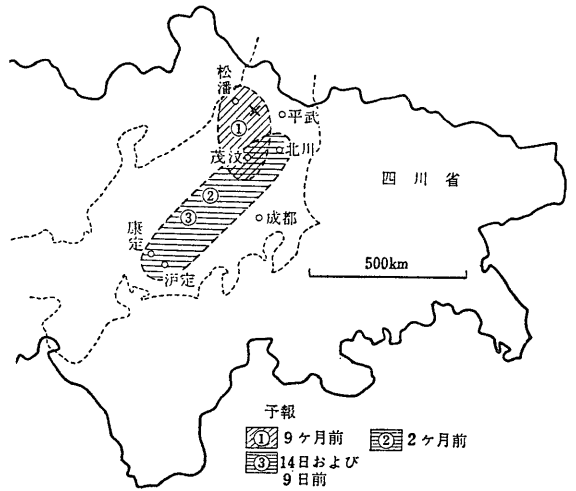 松潘
平武
①
北川
茂汶
四川省
②
③
成都
康定
沪定
500km
予報
① 9ヶ月前 ② 2ヶ月前
③ 14日および
9日前